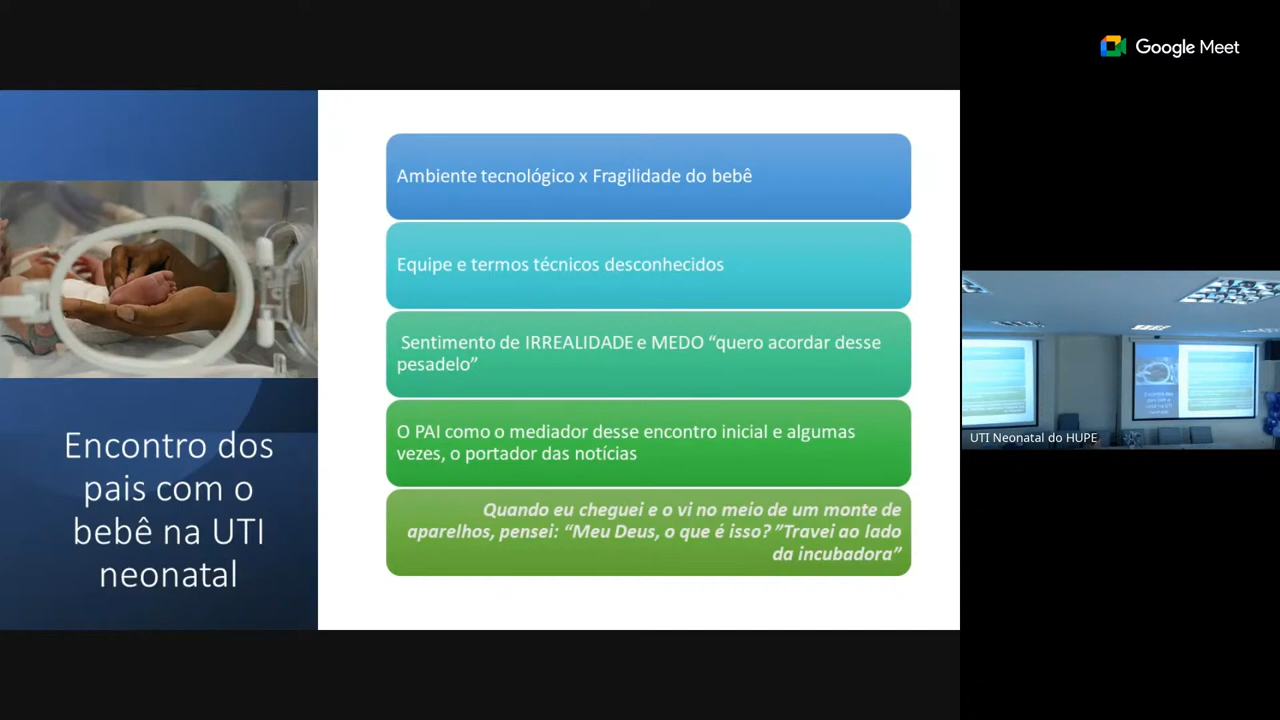 Google Meet
Ambiente tecnológico x Fragilidade do bebê
Equipe e termos técnicos desconhecidos
Sentimento de IRREALIDADE e MEDO “quero acordar desse
pesadelo”
O PAI como o mediador desse encontro inicial e algumas
vezes, o portador das notícias
Quando eu cheguei e o vi no meio de um monte de
aparelhos, pensei: “Meu Deus, o que é isso? ”Travei ao lado
da incubadora”
Encontro dos
pais com o
bebê na UTI
neonatal
UTI Neonatal do HUPE